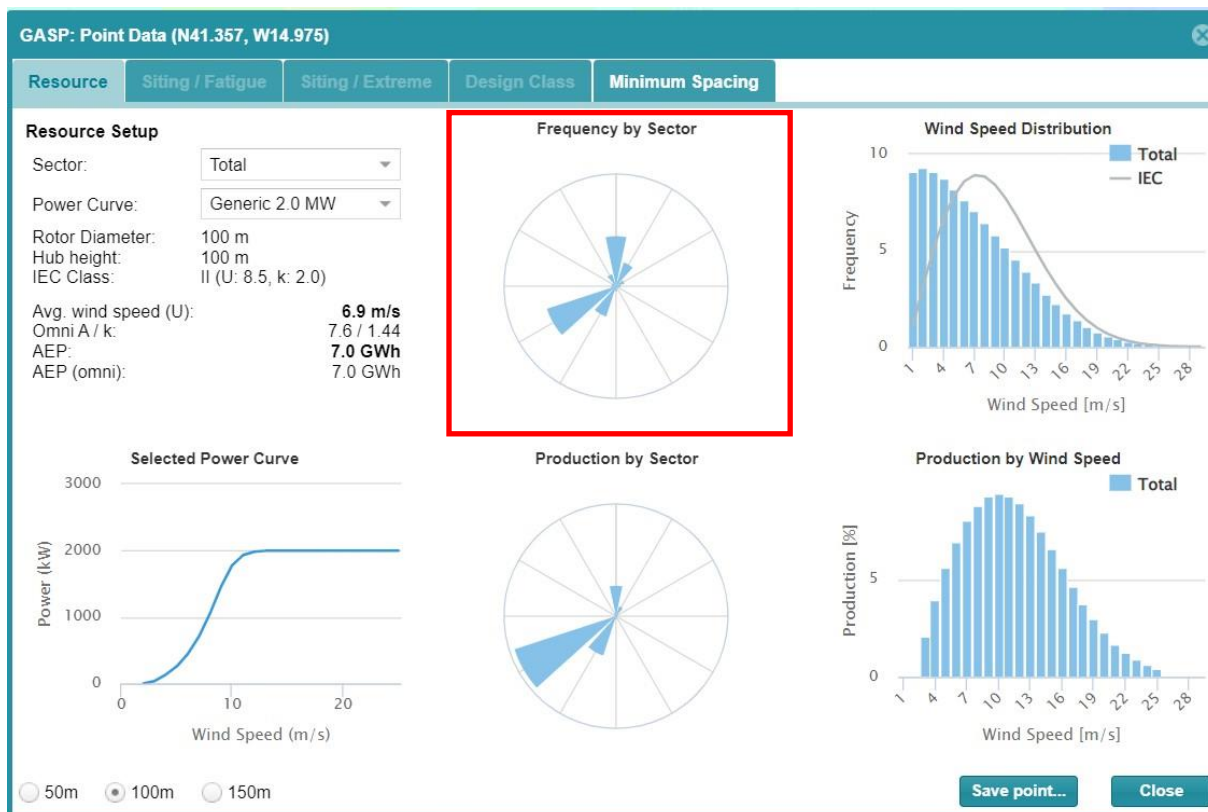 GASP: Point Data (N41.357, W14.975)
Resource
Siting / Fatigue
Siting / Extreme
Design Class
Minimum Spacing
Resource Setup
Sector: Total
Power Curve: Generic 2.0 MW
Rotor Diameter: 100 m
Hub height: 100 m
IEC Class: II (U: 8.5, k: 2.0)
Avg. wind speed (U): 6.9 m/s
Omni A / k: 7.6 / 1.44
AEP: 7.0 GWh
AEP (omni): 7.0 GWh
Frequency by Sector
Wind Speed Distribution
Total
IEC
10
5
0
Frequency
1 4 7 10 13 16 19 22 25 28
Wind Speed [m/s]
Selected Power Curve
3000
2000
1000
0
Power (kW)
0 10 20
Wind Speed (m/s)
Production by Sector
Production by Wind Speed
Total
5
0
Production [%]
1 4 7 10 13 16 19 22 25 28
Wind Speed [m/s]
50m 100m 150m
Save point...
Close